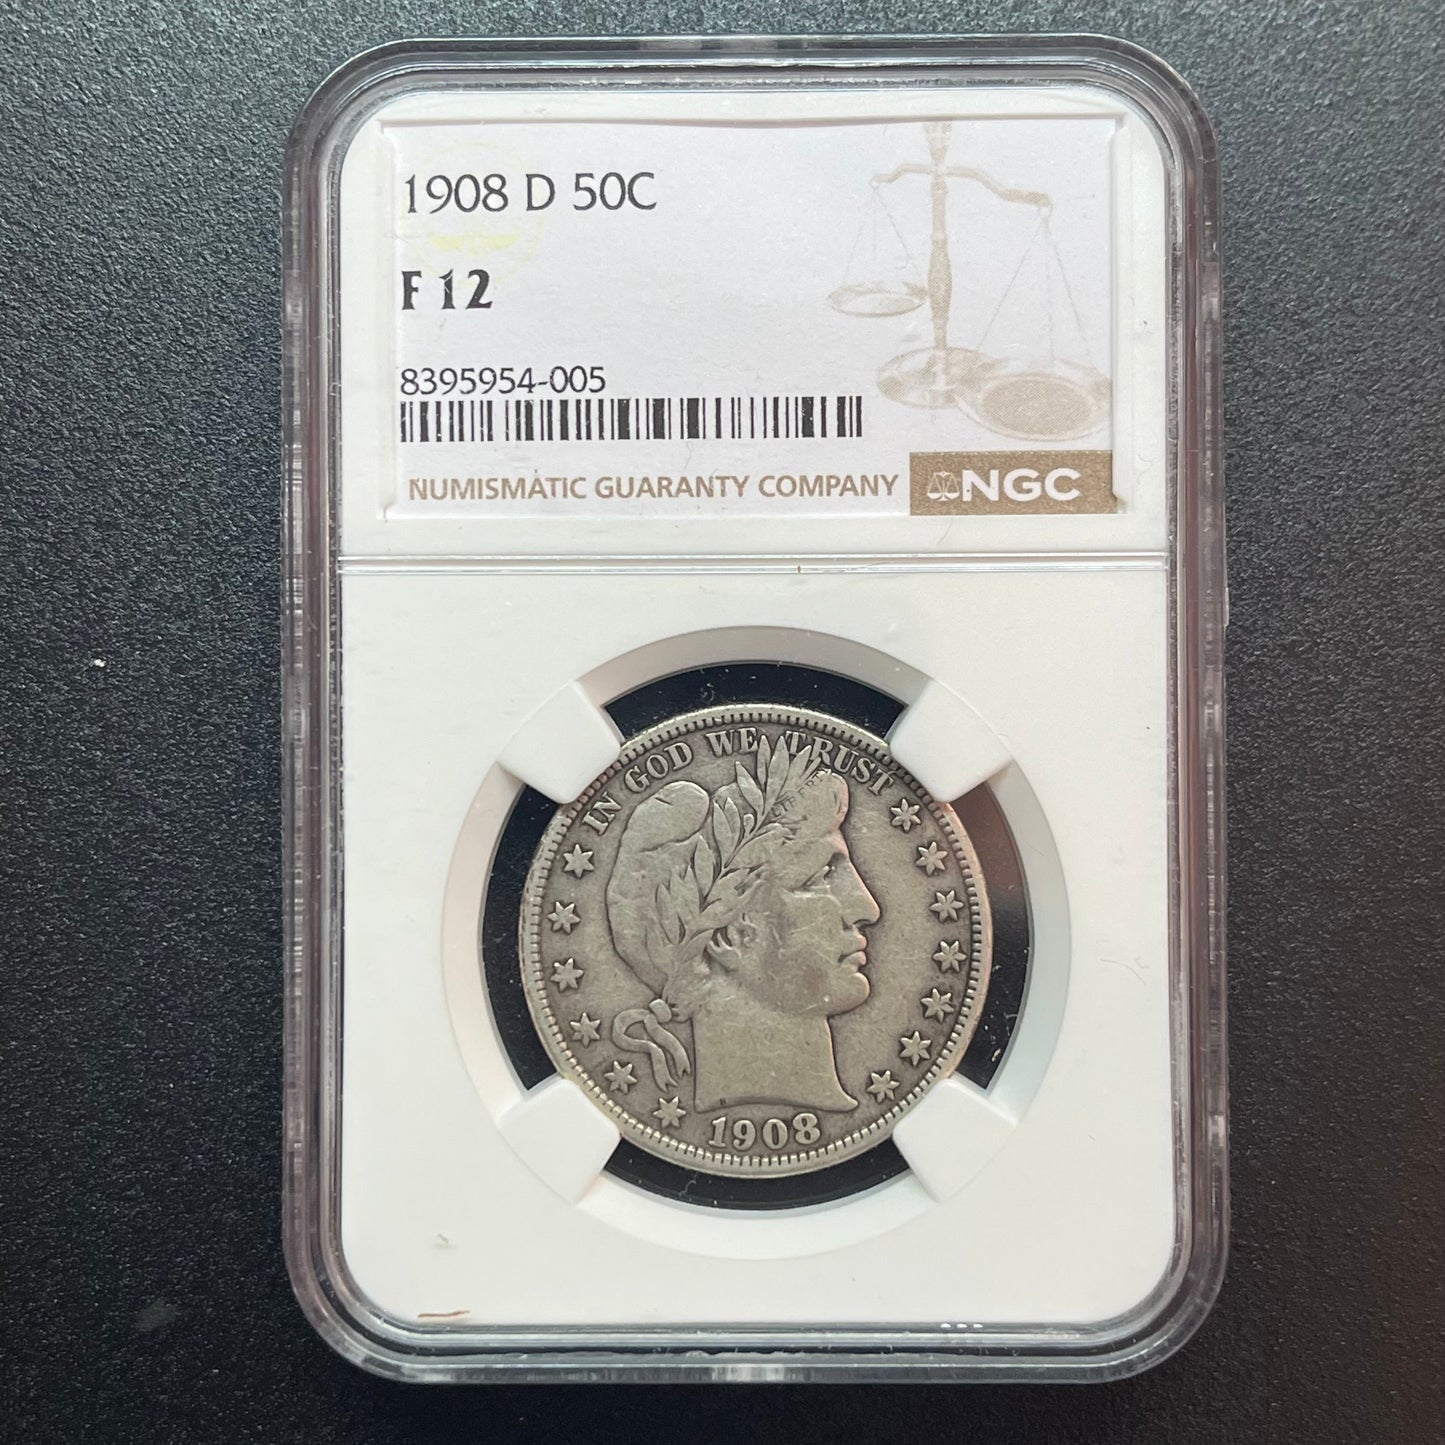 1908 D 50C
F 12
8395954-005
NUMISMATIC GUARANTY COMPANY NGC
IN GOD WE TRUST
1908